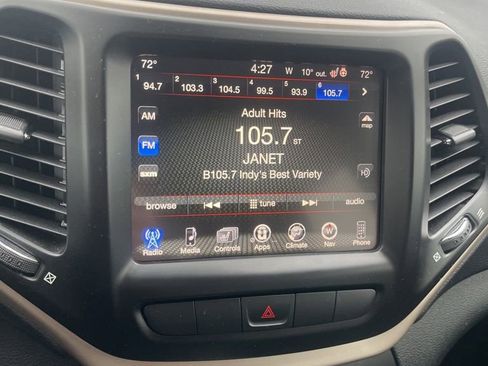 72° 4:27 W 10° out. 72°
1 94.7 2 103.3 3 104.5 4 99.5 5 93.9 6 105.7
AM
Adult Hits
map
FM
105.7 ST
JANET
sxm
B105.7 Indy's Best Variety
HD
browse tune audio
Radio Media Controls Apps Climate Nav Phone